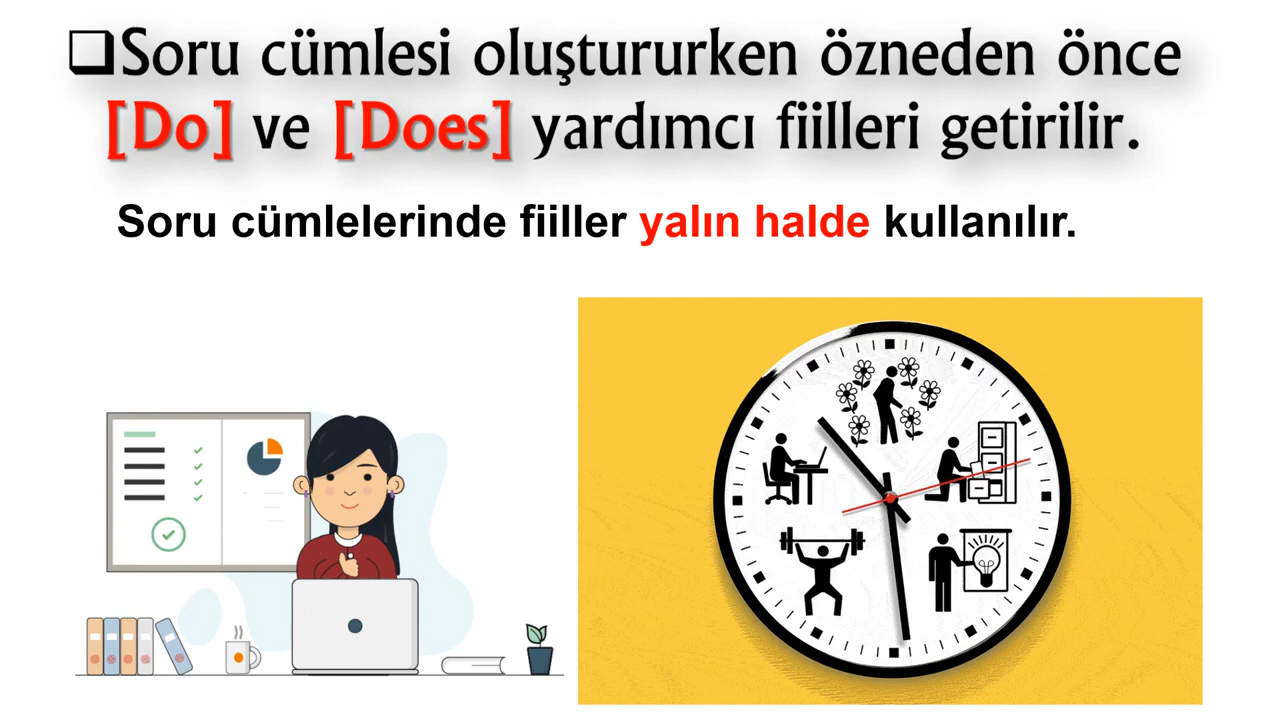 ❑Soru cümlesi oluştururken özneden önce
[Do] ve [Does] yardımcı fiilleri getirilir.
Soru cümlelerinde fiiller yalın halde kullanılır.